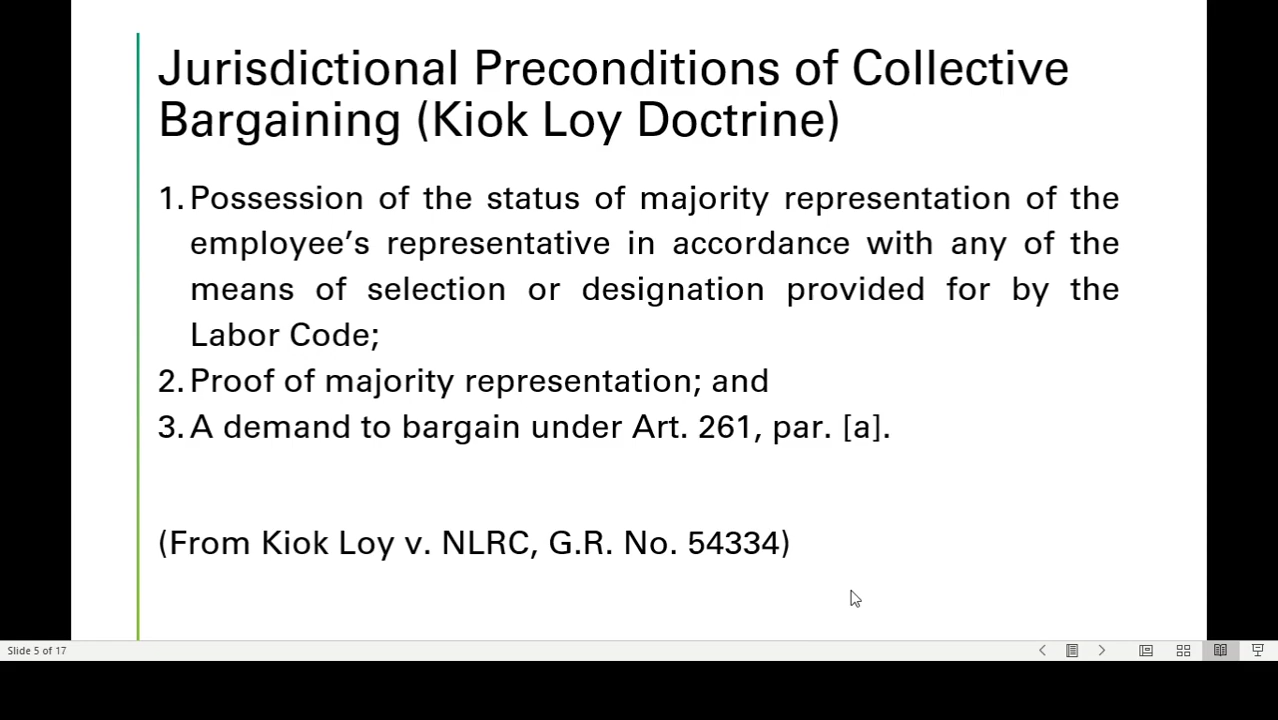 Jurisdictional Preconditions of Collective
Bargaining (Kiok Loy Doctrine)
1. Possession of the status of majority representation of the
employee’s representative in accordance with any of the
means of selection or designation provided for by the
Labor Code;
2. Proof of majority representation; and
3. A demand to bargain under Art. 261, par. [a].
(From Kiok Loy v. NLRC, G.R. No. 54334)
Slide 5 of 17